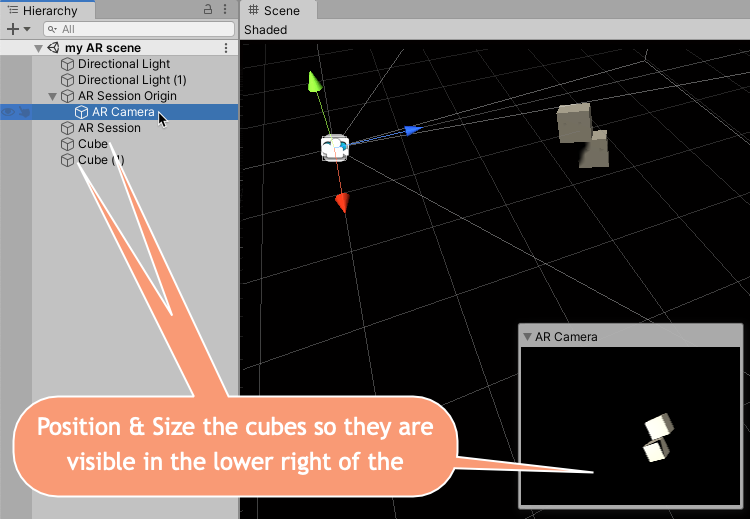 Hierarchy
All
my AR scene
Directional Light
Directional Light (1)
AR Session Origin
AR Camera
AR Session
Cube
Cube (1)
Scene
Shaded
AR Camera
Position & Size the cubes so they are
visible in the lower right of the